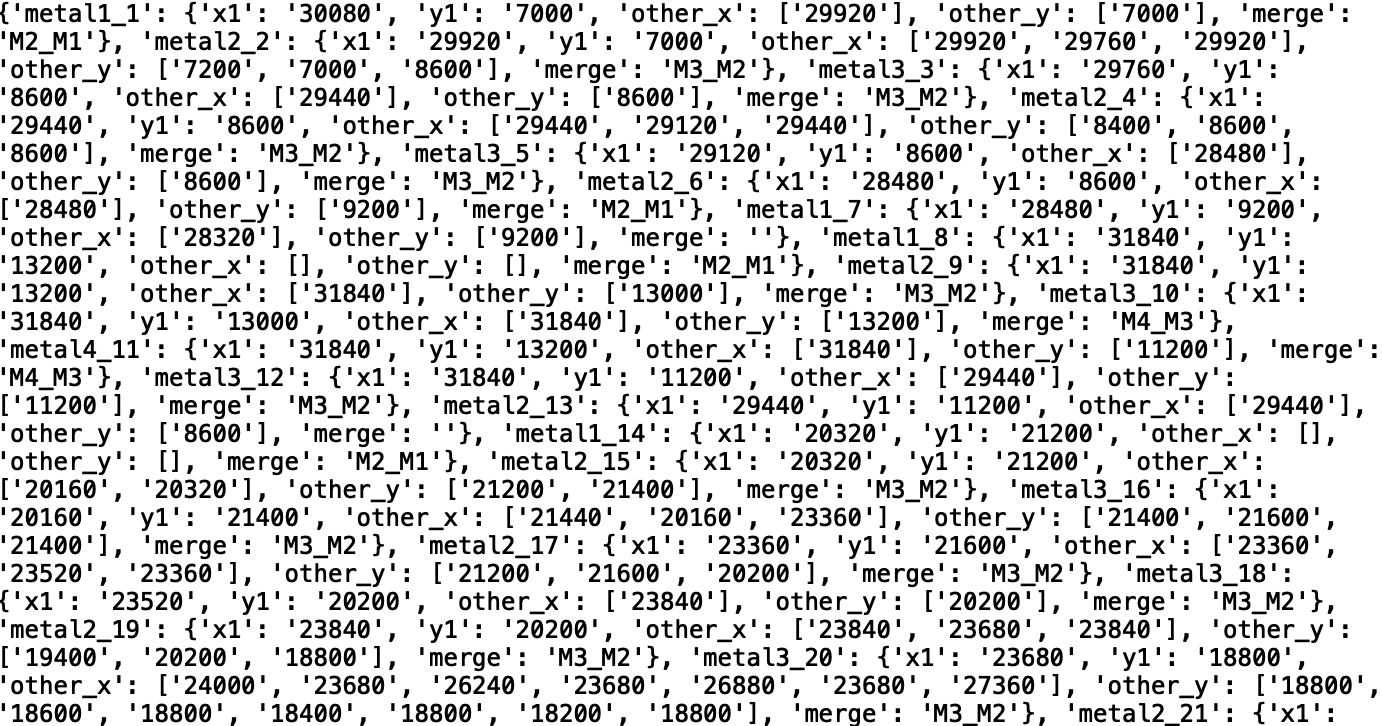 {'metal1_1': {'x1': '30080', 'y1': '7000', 'other_x': ['29920'], 'other_y': ['7000'], 'merge':
'M2_M1'}, 'metal2_2': {'x1': '29920', 'y1': '7000', 'other_x': ['29920', '29760', '29920'],
'other_y': ['7200', '7000', '8600'], 'merge': 'M3_M2'}, 'metal3_3': {'x1': '29760', 'y1':
'8600', 'other_x': ['29440'], 'other_y': ['8600'], 'merge': 'M3_M2'}, 'metal2_4': {'x1':
'29440', 'y1': '8600', 'other_x': ['29440', '29120', '29440'], 'other_y': ['8400', '8600',
'8600'], 'merge': 'M3_M2'}, 'metal3_5': {'x1': '29120', 'y1': '8600', 'other_x': ['28480'],
'other_y': ['8600'], 'merge': 'M3_M2'}, 'metal2_6': {'x1': '28480', 'y1': '8600', 'other_x':
['28480'], 'other_y': ['9200'], 'merge': 'M2_M1'}, 'metal1_7': {'x1': '28480', 'y1': '9200',
'other_x': ['28320'], 'other_y': ['9200'], 'merge': ''}, 'metal1_8': {'x1': '31840', 'y1':
'13200', 'other_x': [], 'other_y': [], 'merge': 'M2_M1'}, 'metal2_9': {'x1': '31840', 'y1':
'13200', 'other_x': ['31840'], 'other_y': ['13000'], 'merge': 'M3_M2'}, 'metal3_10': {'x1':
'31840', 'y1': '13000', 'other_x': ['31840'], 'other_y': ['13200'], 'merge': 'M4_M3'},
'metal4_11': {'x1': '31840', 'y1': '13200', 'other_x': ['31840'], 'other_y': ['11200'], 'merge':
'M4_M3'}, 'metal3_12': {'x1': '31840', 'y1': '11200', 'other_x': ['29440'], 'other_y':
['11200'], 'merge': 'M3_M2'}, 'metal2_13': {'x1': '29440', 'y1': '11200', 'other_x': ['29440'],
'other_y': ['8600'], 'merge': ''}, 'metal1_14': {'x1': '20320', 'y1': '21200', 'other_x': [],
'other_y': [], 'merge': 'M2_M1'}, 'metal2_15': {'x1': '20320', 'y1': '21200', 'other_x':
['20160', '20320'], 'other_y': ['21200', '21400'], 'merge': 'M3_M2'}, 'metal3_16': {'x1':
'20160', 'y1': '21400', 'other_x': ['21440', '20160', '23360'], 'other_y': ['21400', '21600',
'21400'], 'merge': 'M3_M2'}, 'metal2_17': {'x1': '23360', 'y1': '21600', 'other_x': ['23360',
'23520', '23360'], 'other_y': ['21200', '21600', '20200'], 'merge': 'M3_M2'}, 'metal3_18':
{'x1': '23520', 'y1': '20200', 'other_x': ['23840'], 'other_y': ['20200'], 'merge': 'M3_M2'},
'metal2_19': {'x1': '23840', 'y1': '20200', 'other_x': ['23840', '23680', '23840'], 'other_y':
['19400', '20200', '18800'], 'merge': 'M3_M2'}, 'metal3_20': {'x1': '23680', 'y1': '18800',
'other_x': ['24000', '23680', '26240', '23680', '26880', '23680', '27360'], 'other_y': ['18800',
'18600', '18800', '18400', '18800', '18200', '18800'], 'merge': 'M3_M2'}, 'metal2_21': {'x1':